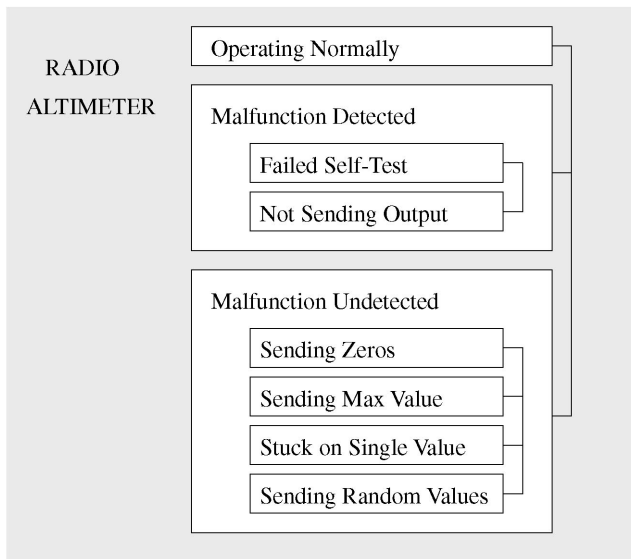 RADIO
ALTIMETER
Operating Normally
Malfunction Detected
Failed Self-Test
Not Sending Output
Malfunction Undetected
Sending Zeros
Sending Max Value
Stuck on Single Value
Sending Random Values